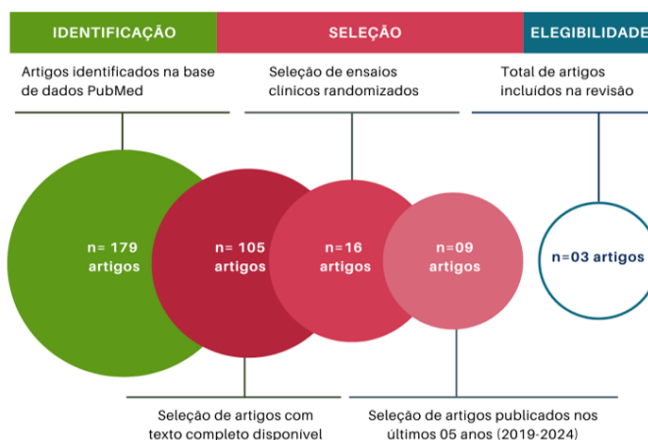 IDENTIFICAÇÃO
SELEÇÃO
ELEGIBILIDADE
Artigos identificados na base
de dados PubMed
Seleção de ensaios
clínicos randomizados
Total de artigos
incluídos na revisão
n= 179
artigos
n= 105
artigos
n=16
artigos
n=09
artigos
n=03 artigos
Seleção de artigos com
texto completo disponível
Seleção de artigos publicados nos
últimos 05 anos (2019-2024)